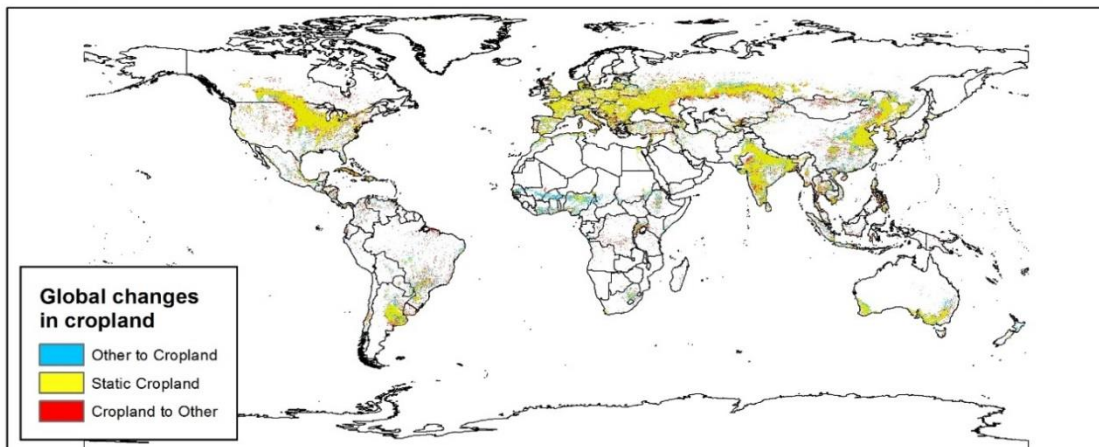 Global changes
in cropland
Other to Cropland
Static Cropland
Cropland to Other